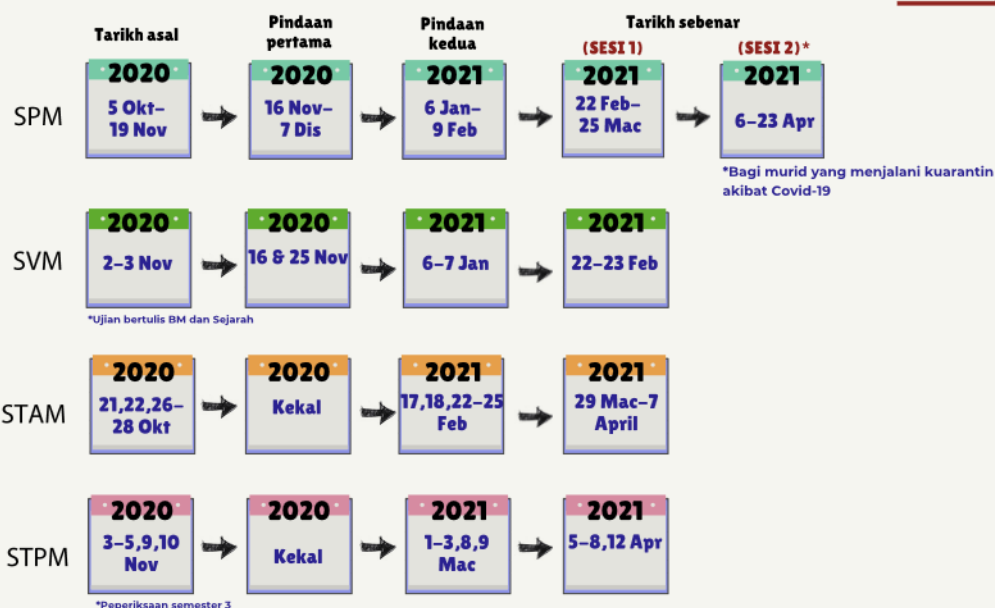 Tarikh asal
Pindaan
pertama
Pindaan
kedua
Tarikh sebenar
(SESI 1)
(SESI 2)*
SPM
2020
5 Okt–
19 Nov
2020
16 Nov–
7 Dis
2021
6 Jan–
9 Feb
2021
22 Feb–
25 Mac
2021
6–23 Apr
*Bagi murid yang menjalani kuarantin
akibat Covid-19
SVM
2020
2–3 Nov
2020
16 & 25 Nov
2021
6–7 Jan
2021
22–23 Feb
*Ujian bertulis BM dan Sejarah
STAM
2020
21,22,26–
28 Okt
2020
Kekal
2021
17,18,22–25
Feb
2021
29 Mac–7
April
STPM
2020
3–5,9,10
Nov
2020
Kekal
2021
1–3,8,9
Mac
2021
5–8,12 Apr
*Peperiksaan semester 3